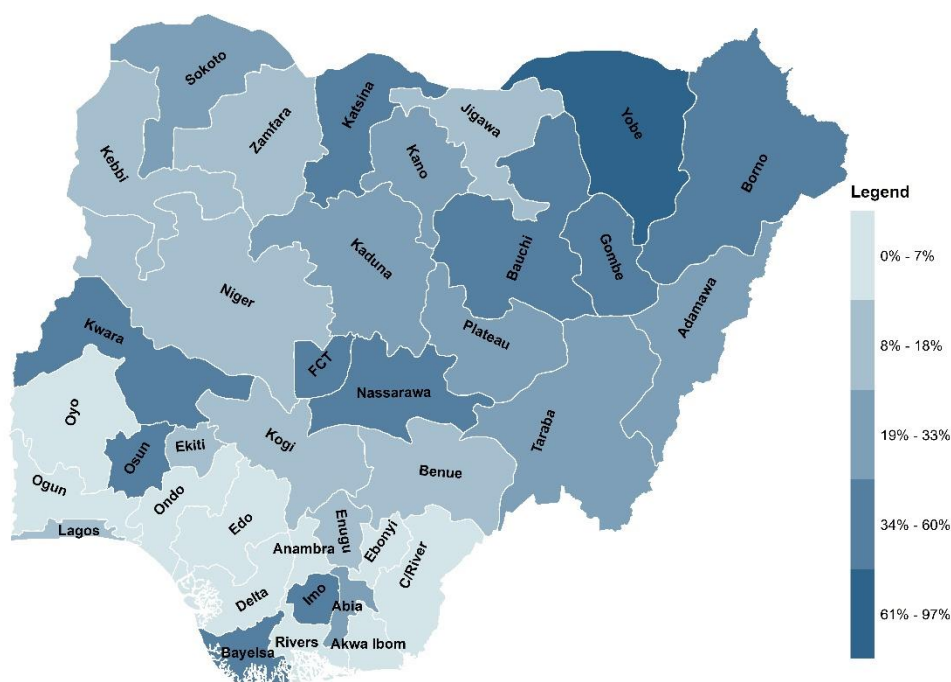 Sokoto
Katsina
Zamfara
Jigawa
Yobe
Kebbi
Kano
Borno
Legend
0% - 7%
Kaduna
Bauchi
Gombe
Niger
Adamawa
8% - 18%
Kwara
Plateau
FCT
Nassarawa
19% - 33%
Oyo
Taraba
Osun
Ekiti
Kogi
Benue
34% - 60%
Ogun
Ondo
Lagos
Edo
Enugu
Anambra
Ebonyi
C/River
Delta
Imo
Abia
61% - 97%
Bayelsa
Rivers
Akwa Ibom